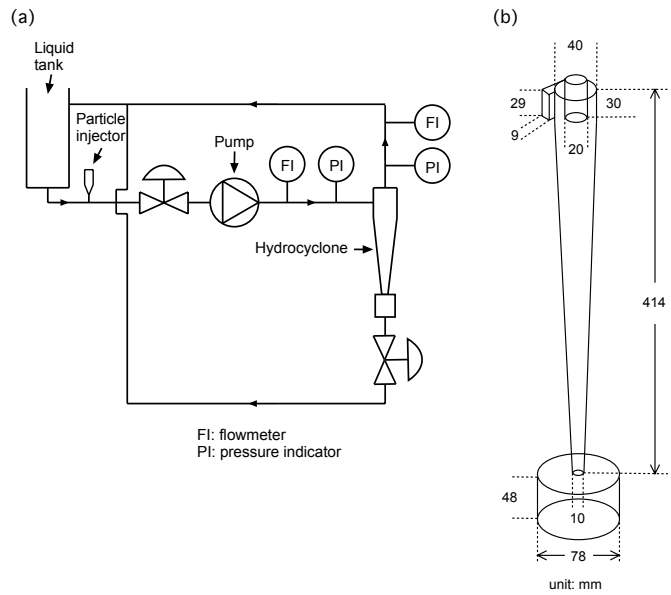 (a)
Liquid
tank
Particle
injector
Pump
FI
PI
FI
PI
Hydrocyclone
FI: flowmeter
PI: pressure indicator
(b)
40
29
30
9
20
414
48
10
78
unit: mm